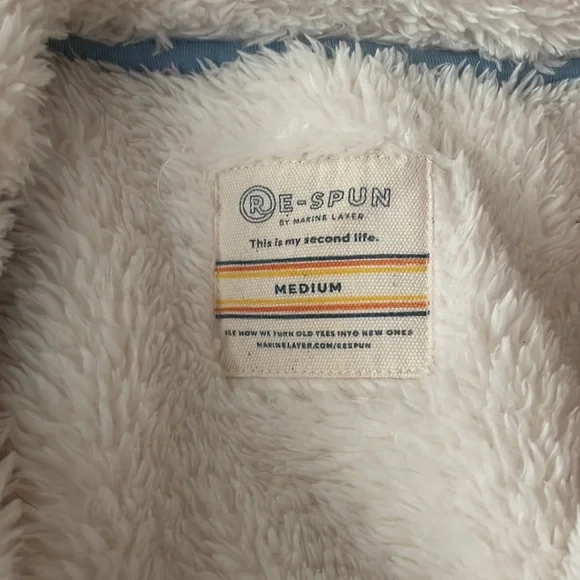 RE-SPUN
BY MARINE LAYER
This is my second life.
MEDIUM
SEE HOW WE TURN OLD TEES INTO NEW ONES
MARINELAYER.COM/RESPUN